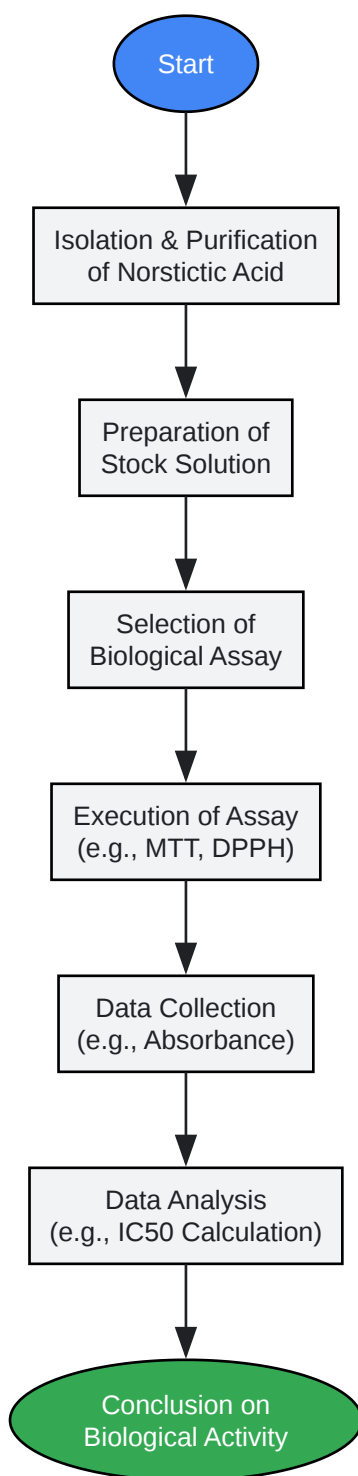 Start
Isolation & Purification
of Norstictic Acid
Preparation of
Stock Solution
Selection of
Biological Assay
Execution of Assay
(e.g., MTT, DPPH)
Data Collection
(e.g., Absorbance)
Data Analysis
(e.g., IC50 Calculation)
Conclusion on
Biological Activity